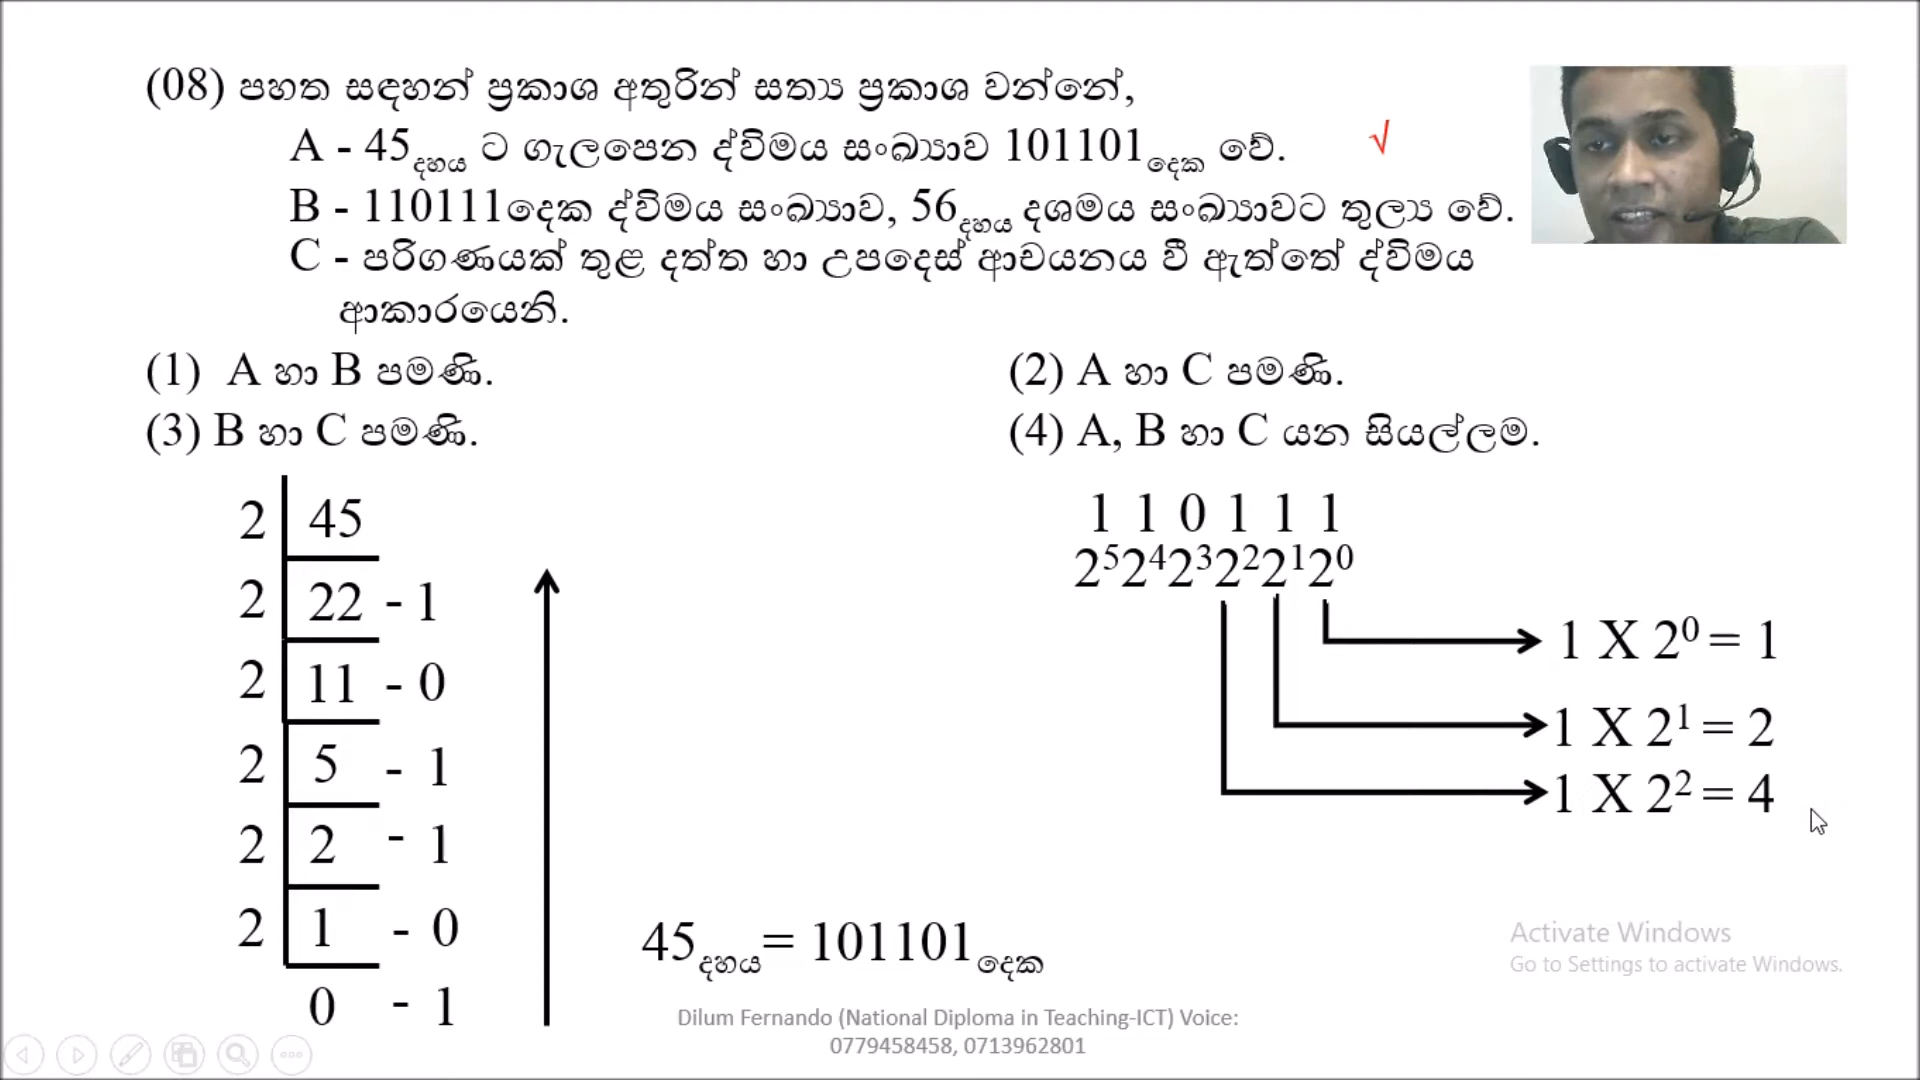 (08) පහත සඳහන් ප්‍රකාශ අතුරින් සත්‍ය ප්‍රකාශ වන්නේ,
A - 45දහය ට ගැලපෙන ද්විමය සංඛ්‍යාව 101101දෙක වේ. √
B - 110111දෙක ද්විමය සංඛ්‍යාව, 56දහය දශමය සංඛ්‍යාවට තුල්‍ය වේ.
C - පරිගණයක් තුළ දත්ත හා උපදෙස් ආචයනය වී ඇත්තේ ද්විමය
ආකාරයෙනි.
(1) A හා B පමණි.
(2) A හා C පමණි.
(3) B හා C පමණි.
(4) A, B හා C යන සියල්ලම.
2 45
2 22 - 1
2 11 - 0
2 5 - 1
2 2 - 1
2 1 - 0
0 - 1
45දහය = 101101දෙක
1 1 0 1 1 1
2⁵2⁴2³2²2¹2⁰
1 X 2⁰ = 1
1 X 2¹ = 2
1 X 2² = 4
Activate Windows
Go to Settings to activate Windows.
Dilum Fernando (National Diploma in Teaching-ICT) Voice:
0779458458, 0713962801